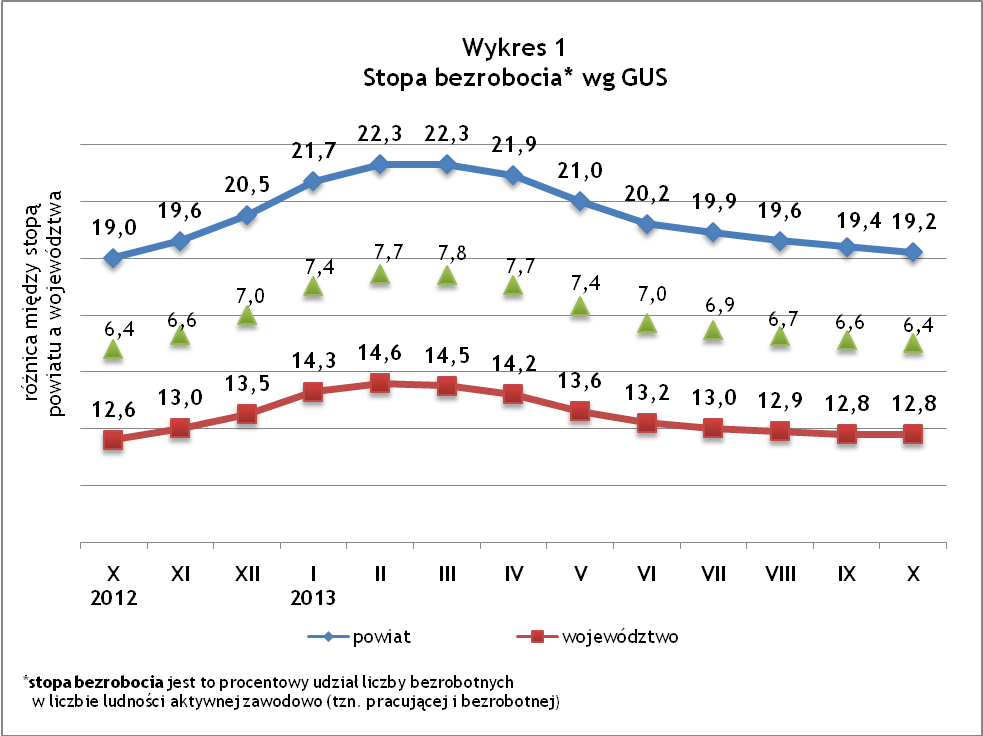 Wykres 1
Stopa bezrobocia* wg GUS
różnica między stopą
powiatu a województwa
19,0 19,6 20,5 21,7 22,3 22,3 21,9 21,0 20,2 19,9 19,6 19,4 19,2
6,4 6,6 7,0 7,4 7,7 7,8 7,7 7,4 7,0 6,9 6,7 6,6 6,4
12,6 13,0 13,5 14,3 14,6 14,5 14,2 13,6 13,2 13,0 12,9 12,8 12,8
X XI XII I II III IV V VI VII VIII IX X
2012 2013
powiat województwo
*stopa bezrobocia jest to procentowy udział liczby bezrobotnych
w liczbie ludności aktywnej zawodowo (tzn. pracującej i bezrobotnej)